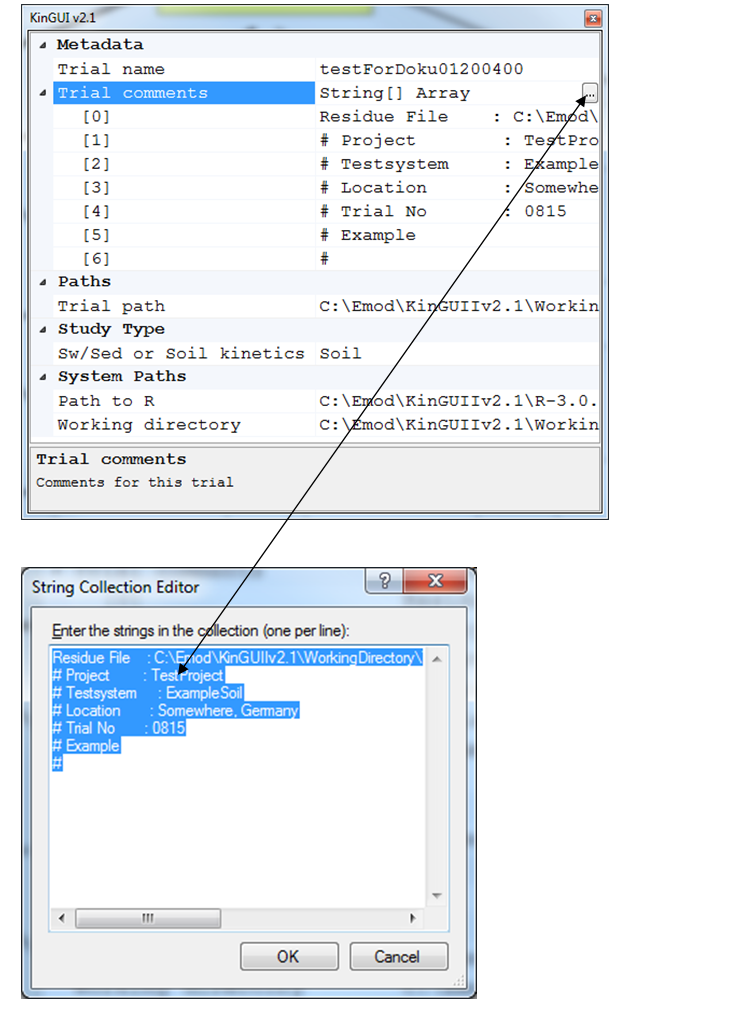 KinGUI v2.1
Metadata
Trial name testForDoku01200400
Trial comments String[] Array ...
[0] Residue File : C:\Emod\
[1] # Project : TestPro
[2] # Testsystem : Example
[3] # Location : Somewhe
[4] # Trial No : 0815
[5] # Example
[6] #
Paths
Trial path C:\Emod\KinGUIIv2.1\Workin
Study Type
Sw/Sed or Soil kinetics Soil
System Paths
Path to R C:\Emod\KinGUIIv2.1\R-3.0.
Working directory C:\Emod\KinGUIIv2.1\Workin
Trial comments
Comments for this trial
String Collection Editor
Enter the strings in the collection (one per line):
Residue File : C:\Emod\KinGUIIv2.1\WorkingDirectory\
# Project : TestProject
# Testsystem : ExampleSoil
# Location : Somewhere, Germany
# Trial No : 0815
# Example
#
OK Cancel